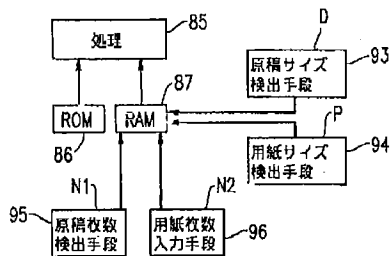 85
処理
D
87
原稿サイズ
検出手段
93
ROM
RAM
86
P
用紙サイズ
検出手段
94
N1
N2
95
原稿枚数
検出手段
用紙枚数
入力手段
96